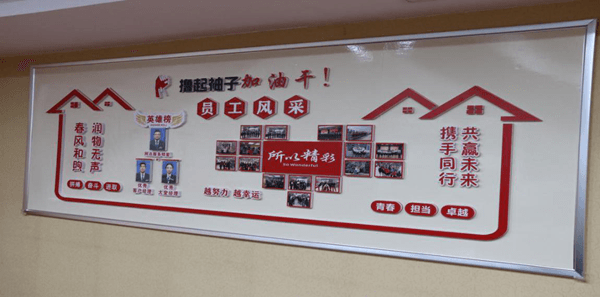 撸起袖子加油干！
员工风采
英雄榜
春风和煦
润物无声
拼搏 奋斗 进取
所以精彩
越努力 越幸运
携手同行
共赢未来
青春 担当 卓越